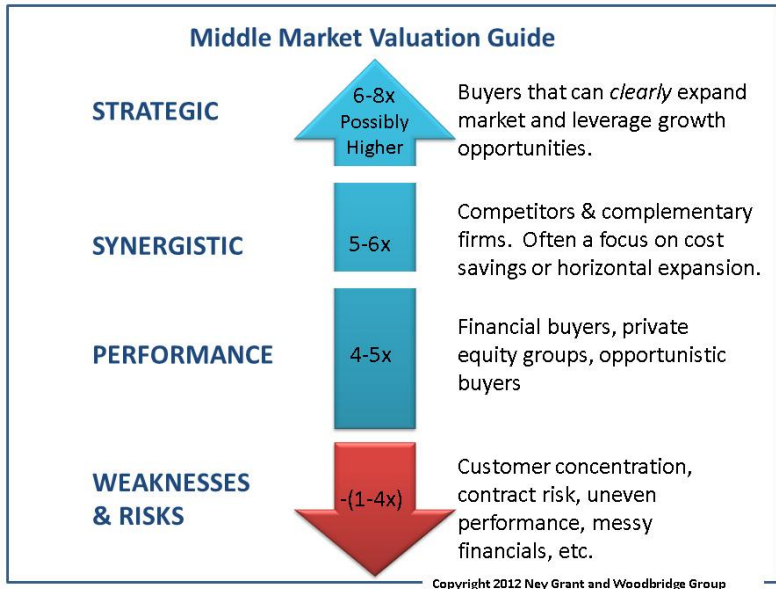 Middle Market Valuation Guide
STRATEGIC
6-8x
Possibly
Higher
Buyers that can clearly expand
market and leverage growth
opportunities.
SYNERGISTIC
5-6x
Competitors & complementary
firms. Often a focus on cost
savings or horizontal expansion.
PERFORMANCE
4-5x
Financial buyers, private
equity groups, opportunistic
buyers
WEAKNESSES
& RISKS
-(1-4x)
Customer concentration,
contract risk, uneven
performance, messy
financials, etc.
Copyright 2012 Ney Grant and Woodbridge Group